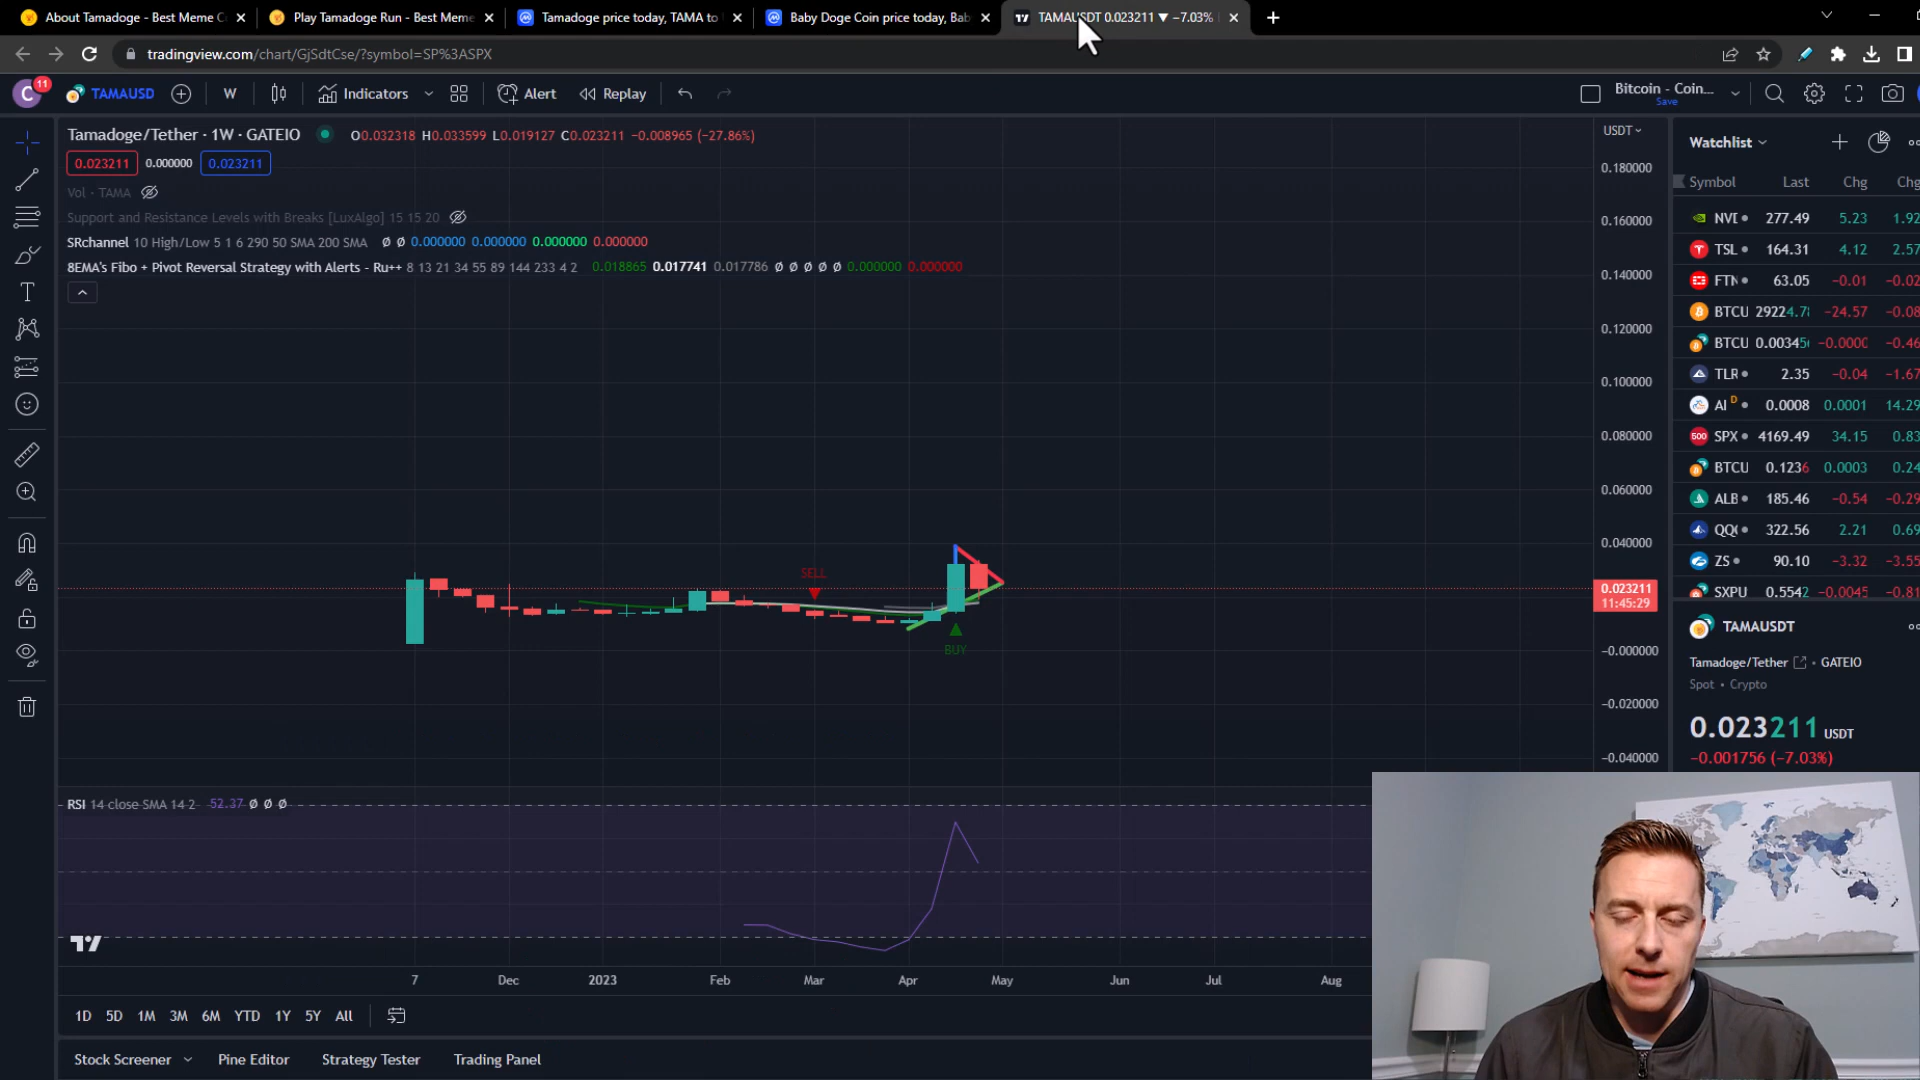 About Tamadoge - Best Meme C
Play Tamadoge Run - Best Meme
Tamadoge price today, TAMA to
Baby Doge Coin price today, Bab
TAMAUSDT 0.023211 ▼ −7.03%
tradingview.com/chart/GjSdtCse/?symbol=SP%3ASPX
C 11 TAMAUSD W Indicators Alert Replay Bitcoin - Coin...
Save
Tamadoge/Tether · 1W · GATEIO O0.032318 H0.033599 L0.019127 C0.023211 −0.008965 (−27.86%)
0.023211 0.000000 0.023211
Vol · TAMA
Support and Resistance Levels with Breaks [LuxAlgo] 15 15 20
SRchannel 10 High/Low 5 1 6 290 50 SMA 200 SMA Ø Ø 0.000000 0.000000 0.000000 0.000000
8EMA's Fibo + Pivot Reversal Strategy with Alerts - Ru++ 8 13 21 34 55 89 144 233 4 2 0.018865 0.017741 0.017786 Ø Ø Ø Ø Ø 0.000000 0.000000
USDT
0.180000
0.160000
0.140000
0.120000
0.100000
0.080000
0.060000
0.040000
0.023211
11:45:29
−0.000000
−0.020000
−0.040000
SELL
BUY
Watchlist
Symbol Last Chg Chg
NVD 277.49 5.23 1.92
TSL 164.31 4.12 2.57
FTN 63.05 −0.01 −0.02
BTCU 29224.78 −24.57 −0.08
BTCU 0.003456 −0.0000 −0.46
TLR 2.35 −0.04 −1.67
AI D 0.0008 0.0001 14.29
500 SPX 4169.49 34.15 0.83
BTCU 0.1236 0.0003 0.24
ALB 185.46 −0.54 −0.29
QQQ 322.56 2.21 0.69
ZS 90.10 −3.32 −3.55
SXPU 0.5542 −0.0045 −0.81
TAMAUSDT
Tamadoge/Tether · GATEIO
Spot · Crypto
0.023211 USDT
−0.001756 (−7.03%)
RSI 14 close SMA 14 2 52.37 Ø Ø Ø
7 Dec 2023 Feb Mar Apr May Jun Jul Aug
1D 5D 1M 3M 6M YTD 1Y 5Y All
Stock Screener Pine Editor Strategy Tester Trading Panel